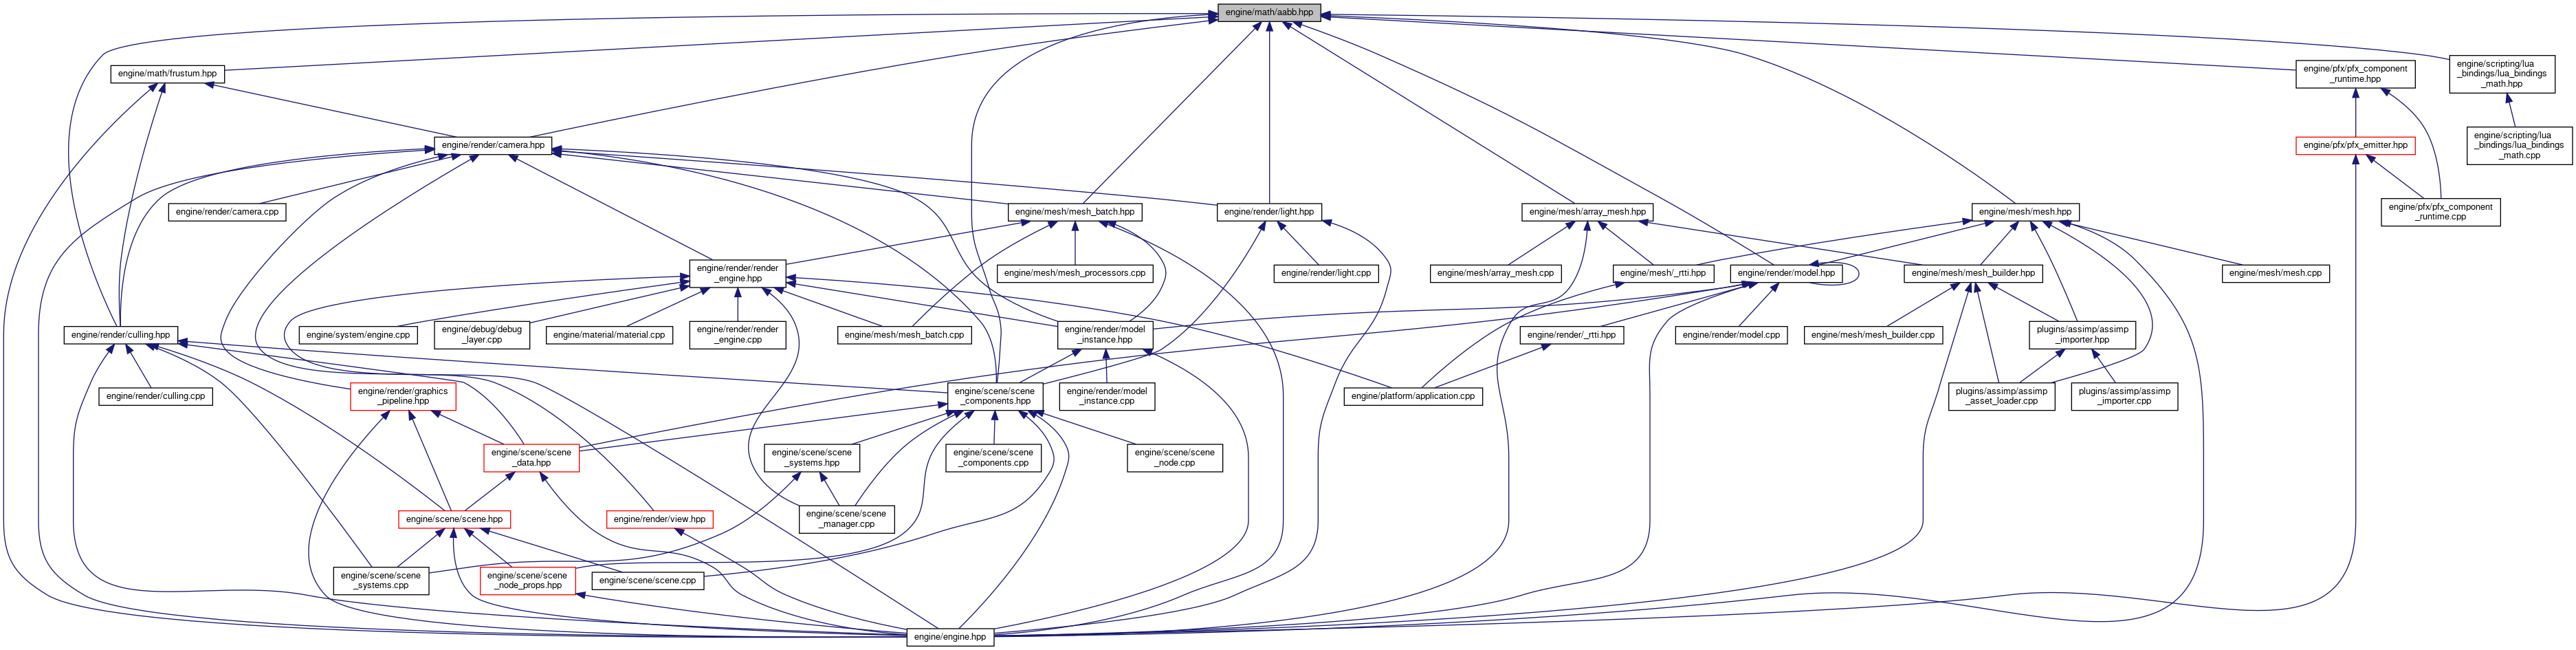 engine/math/aabb.hpp
engine/math/frustum.hpp
engine/pfx/pfx_component
_runtime.hpp
engine/scripting/lua
_bindings/lua_bindings
_math.hpp
engine/render/camera.hpp
engine/pfx/pfx_emitter.hpp
engine/scripting/lua
_bindings/lua_bindings
_math.cpp
engine/render/camera.cpp
engine/mesh/mesh_batch.hpp
engine/render/light.hpp
engine/mesh/array_mesh.hpp
engine/mesh/mesh.hpp
engine/pfx/pfx_component
_runtime.cpp
engine/render/render
_engine.hpp
engine/mesh/mesh_processors.cpp
engine/render/light.cpp
engine/mesh/array_mesh.cpp
engine/mesh/_rtti.hpp
engine/render/model.hpp
engine/mesh/mesh_builder.hpp
engine/mesh/mesh.cpp
engine/render/culling.hpp
engine/system/engine.cpp
engine/debug/debug
_layer.cpp
engine/material/material.cpp
engine/render/render
_engine.cpp
engine/mesh/mesh_batch.cpp
engine/render/model
_instance.hpp
engine/render/_rtti.hpp
engine/render/model.cpp
engine/mesh/mesh_builder.cpp
plugins/assimp/assimp
_importer.hpp
engine/render/culling.cpp
engine/render/graphics
_pipeline.hpp
engine/scene/scene
_components.hpp
engine/render/model
_instance.cpp
engine/platform/application.cpp
plugins/assimp/assimp
_asset_loader.cpp
plugins/assimp/assimp
_importer.cpp
engine/scene/scene
_data.hpp
engine/scene/scene
_systems.hpp
engine/scene/scene
_components.cpp
engine/scene/scene
_node.cpp
engine/scene/scene.hpp
engine/render/view.hpp
engine/scene/scene
_manager.cpp
engine/scene/scene
_systems.cpp
engine/scene/scene
_node_props.hpp
engine/scene/scene.cpp
engine/engine.hpp